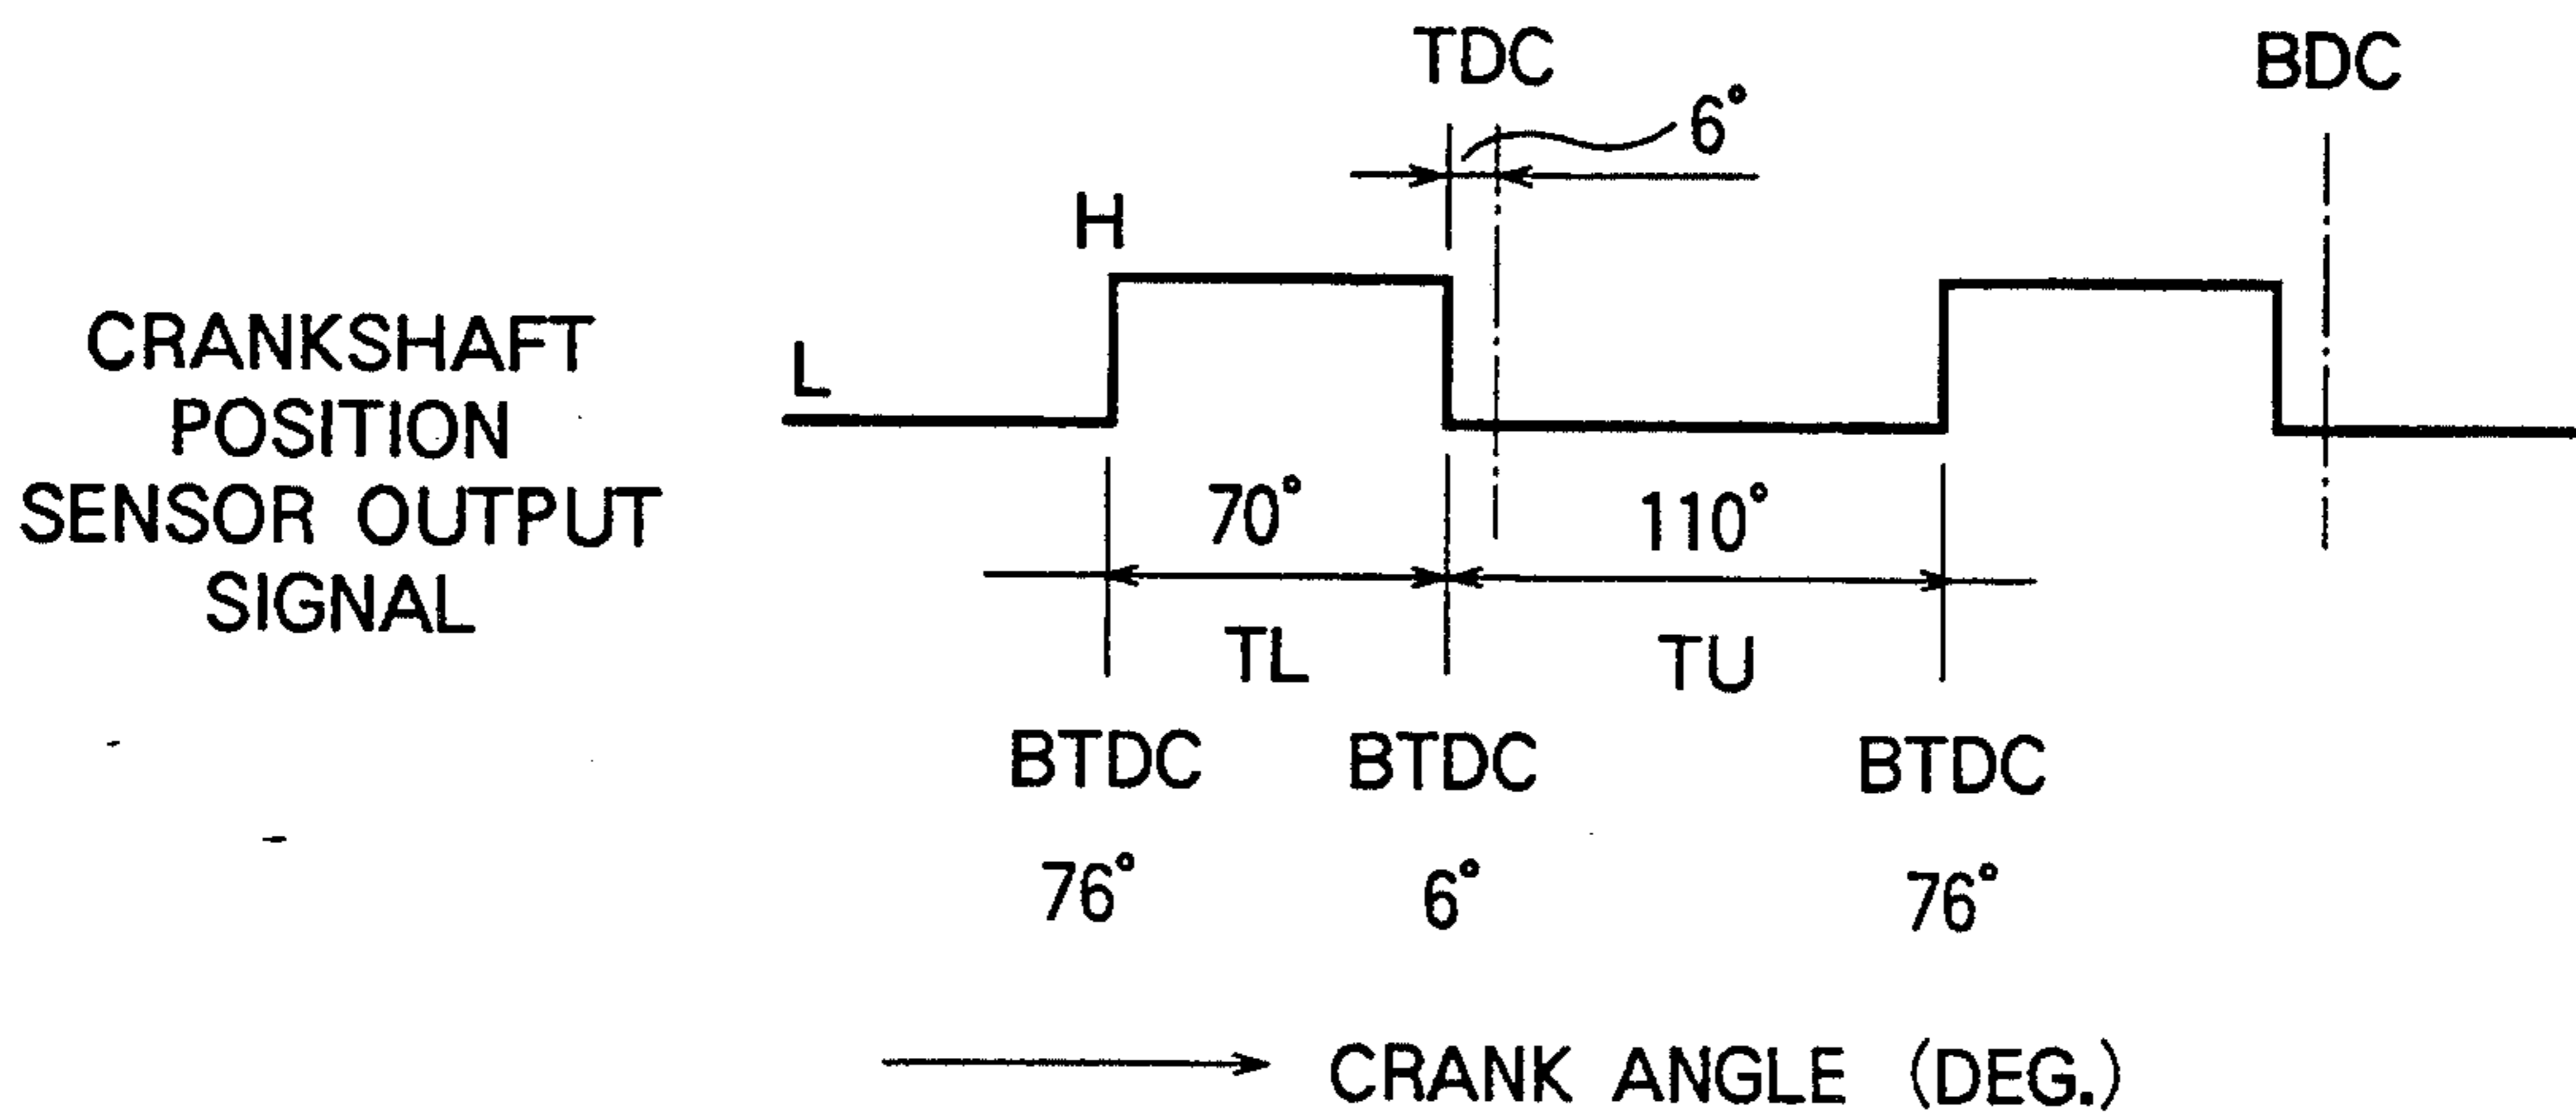 TDC
BDC
6°
H
L
CRANKSHAFT
POSITION
SENSOR OUTPUT
SIGNAL
70°
110°
TL
TU
BTDC
BTDC
BTDC
76°
6°
76°
CRANK ANGLE (DEG.)